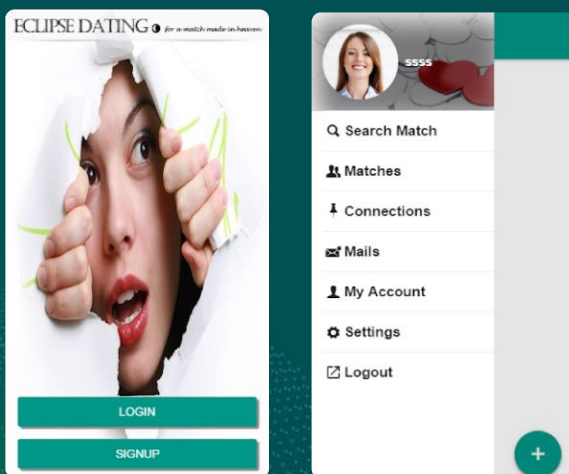 ECLIPSE DATING for a match made in heaven
LOGIN
SIGNUP
ssss
Search Match
Matches
Connections
Mails
My Account
Settings
Logout
+